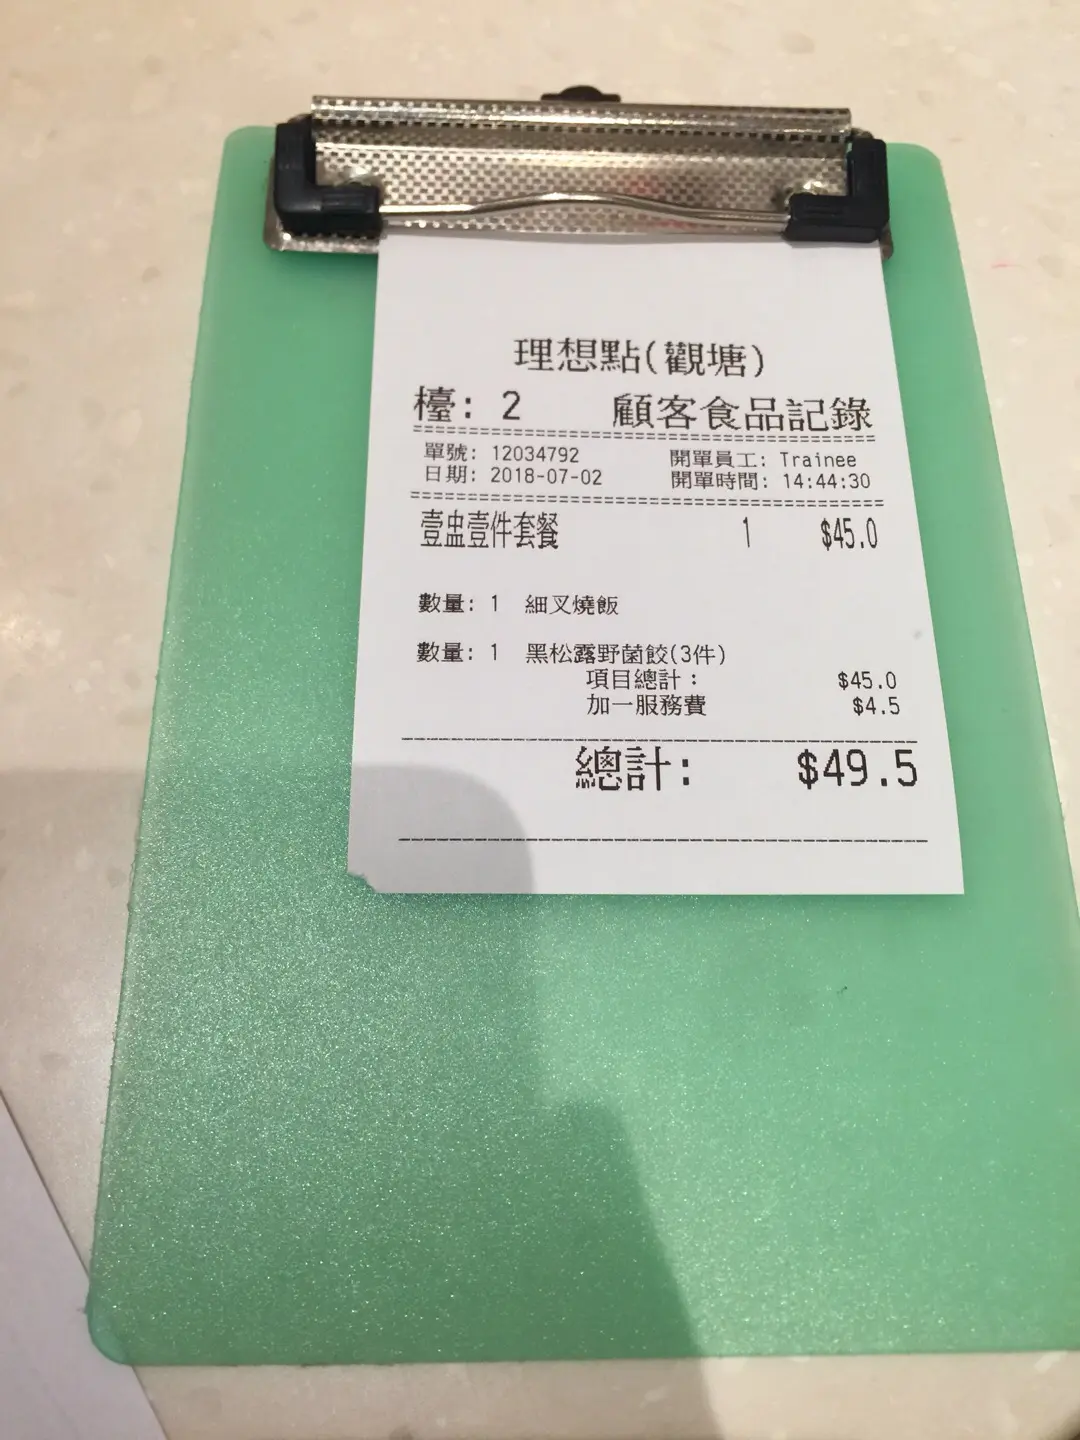 理想點(觀塘)
檯: 2 顧客食品記錄
單號: 12034792 開單員工: Trainee
日期: 2018-07-02 開單時間: 14:44:30
壹盅壹件套餐 1 $45.0
數量: 1 細叉燒飯
數量: 1 黑松露野菌餃(3件)
項目總計: $45.0
加一服務費 $4.5
總計: $49.5